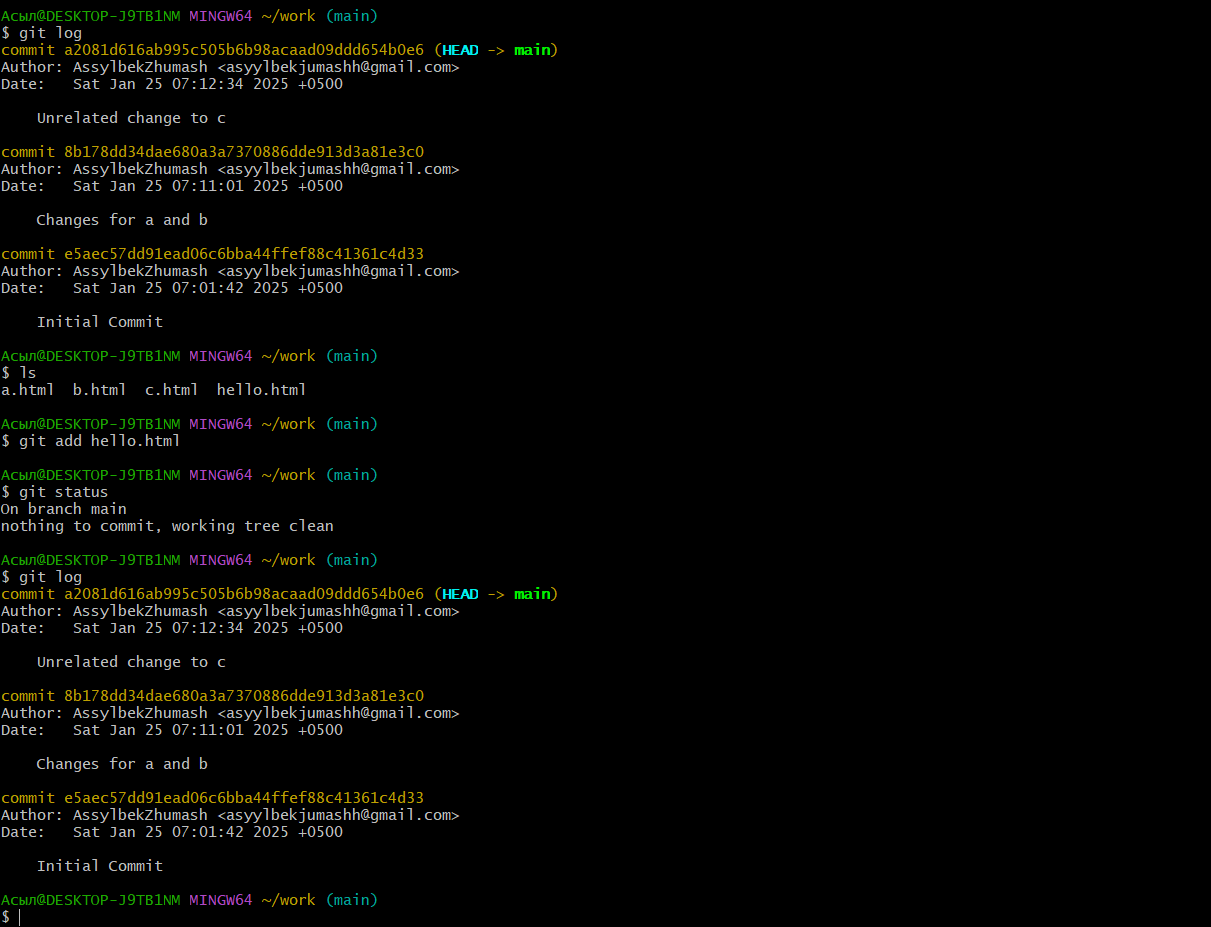 Асыл@DESKTOP-J9TB1NM MINGW64 ~/work (main)
$ git log
commit a2081d616ab995c505b6b98acaad09ddd654b0e6 (HEAD -> main)
Author: AssylbekZhumash <asyylbekjumashh@gmail.com>
Date:   Sat Jan 25 07:12:34 2025 +0500
    Unrelated change to c
commit 8b178dd34dae680a3a7370886dde913d3a81e3c0
Author: AssylbekZhumash <asyylbekjumashh@gmail.com>
Date:   Sat Jan 25 07:11:01 2025 +0500
    Changes for a and b
commit e5aec57dd91ead06c6bba44ffef88c41361c4d33
Author: AssylbekZhumash <asyylbekjumashh@gmail.com>
Date:   Sat Jan 25 07:01:42 2025 +0500
    Initial Commit
Асыл@DESKTOP-J9TB1NM MINGW64 ~/work (main)
$ ls
a.html  b.html  c.html  hello.html
Асыл@DESKTOP-J9TB1NM MINGW64 ~/work (main)
$ git add hello.html
Асыл@DESKTOP-J9TB1NM MINGW64 ~/work (main)
$ git status
On branch main
nothing to commit, working tree clean
Асыл@DESKTOP-J9TB1NM MINGW64 ~/work (main)
$ git log
commit a2081d616ab995c505b6b98acaad09ddd654b0e6 (HEAD -> main)
Author: AssylbekZhumash <asyylbekjumashh@gmail.com>
Date:   Sat Jan 25 07:12:34 2025 +0500
    Unrelated change to c
commit 8b178dd34dae680a3a7370886dde913d3a81e3c0
Author: AssylbekZhumash <asyylbekjumashh@gmail.com>
Date:   Sat Jan 25 07:11:01 2025 +0500
    Changes for a and b
commit e5aec57dd91ead06c6bba44ffef88c41361c4d33
Author: AssylbekZhumash <asyylbekjumashh@gmail.com>
Date:   Sat Jan 25 07:01:42 2025 +0500
    Initial Commit
Асыл@DESKTOP-J9TB1NM MINGW64 ~/work (main)
$